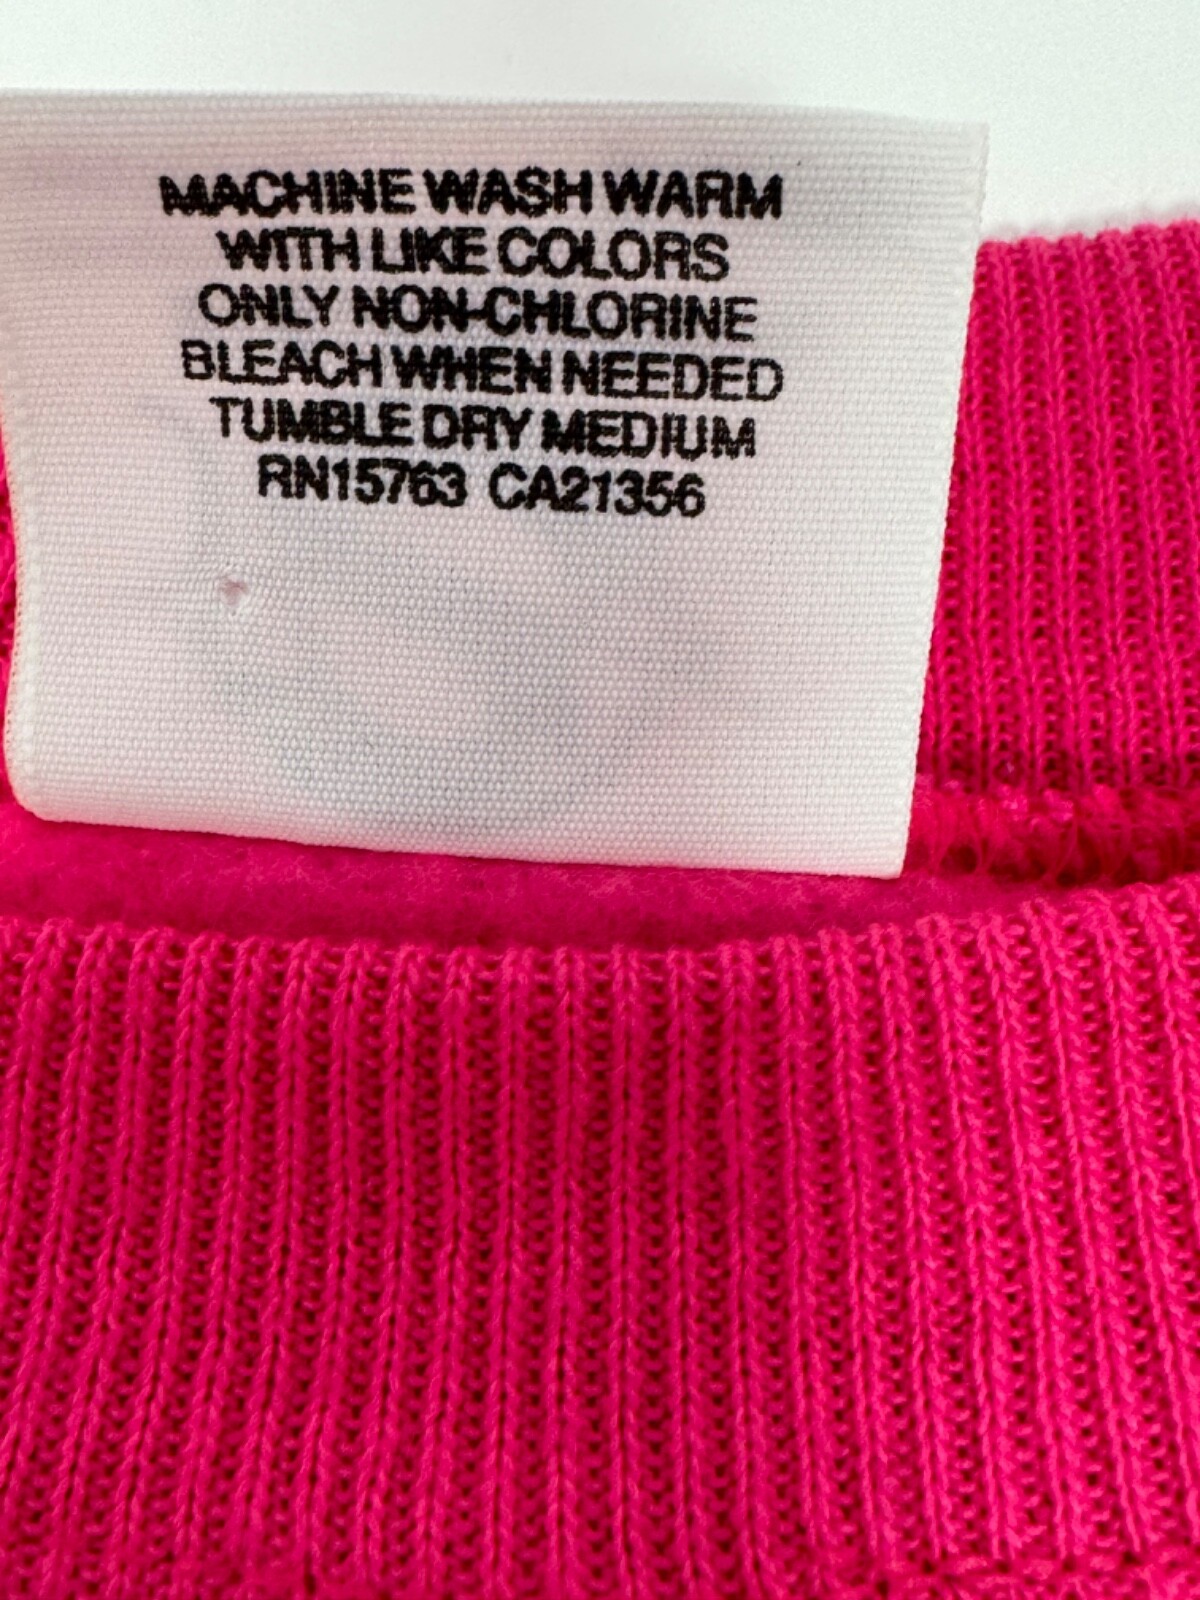 MACHINE WASH WARM
WITH LIKE COLORS
ONLY NON-CHLORINE
BLEACH WHEN NEEDED
TUMBLE DRY MEDIUM
RN15763 CA21356